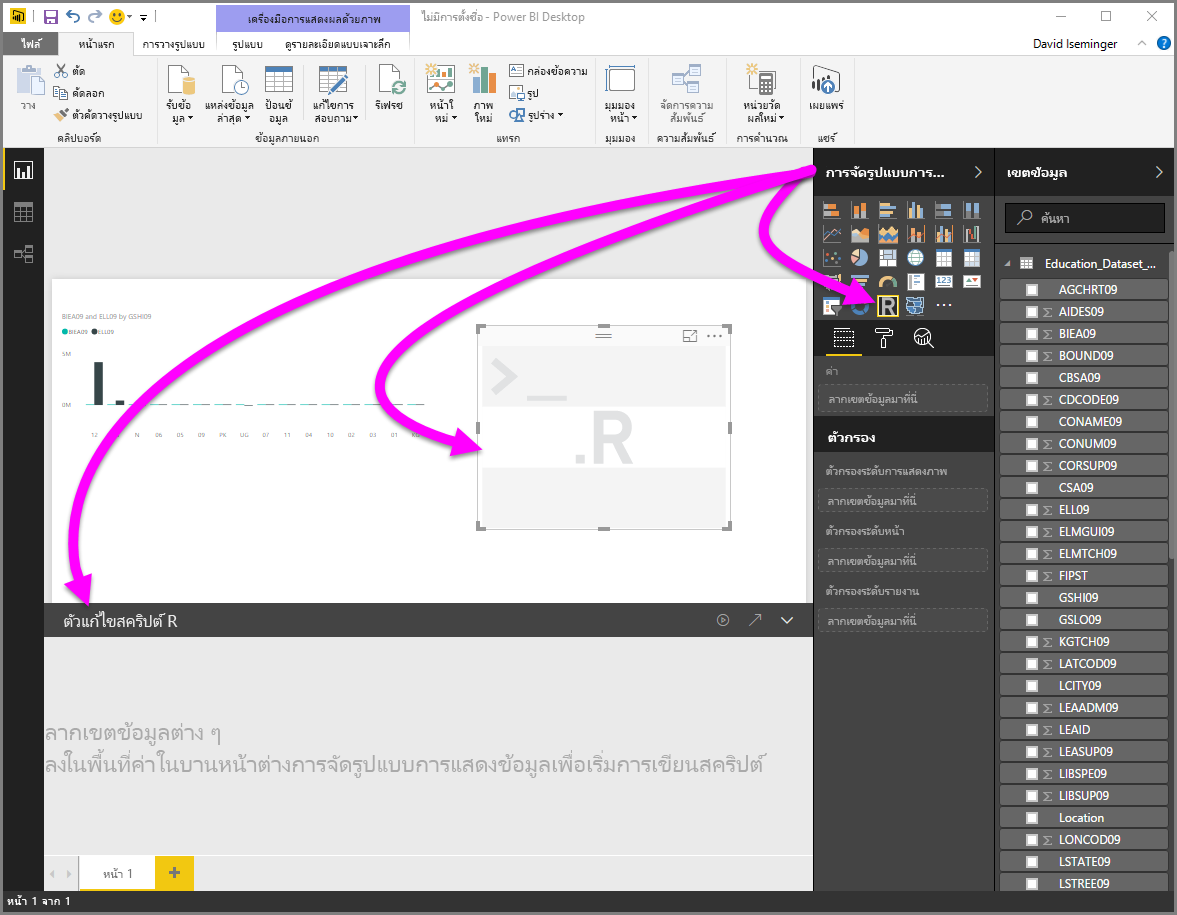 เครื่องมือการแสดงผลด้วยภาพ
ไม่มีการตั้งชื่อ - Power BI Desktop
ไฟล์
หน้าแรก
การวางรูปแบบ
รูปแบบ
ดูรายละเอียดแบบเจาะลึก
David Iseminger
วาง
ตัด
คัดลอก
ตัวคัดวางรูปแบบ
คลิปบอร์ด
รับข้อ
มูล
แหล่งข้อมูล
ล่าสุด
ป้อนข้
อมูล
แก้ไขการ
สอบถาม
รีเฟรช
ข้อมูลภายนอก
หน้าใ
หม่
ภาพ
ใหม่
กล่องข้อความ
รูป
รูปร่าง
แทรก
มุมมอง
หน้า
มุมมอง
จัดการความ
สัมพันธ์
ความสัมพันธ์
หน่วยวัด
ผลใหม่
การคำนวณ
เผยแพร่
แชร์
BIEA09 and ELL09 by GSHI09
BIEA09 ELL09
5M
0M
12 N 06 05 09 PK UG 07 11 04 10 02 03 01 KG
.R
ตัวแก้ไขสคริปต์ R
ลากเขตข้อมูลต่าง ๆ
ลงในพื้นที่ค่าในบานหน้าต่างการจัดรูปแบบการแสดงข้อมูลเพื่อเริ่มการเขียนสคริปต์
หน้า 1
หน้า 1 จาก 1
การจัดรูปแบบการ...
123
R
ค่า
ลากเขตข้อมูลมาที่นี่
ตัวกรอง
ตัวกรองระดับการแสดงภาพ
ลากเขตข้อมูลมาที่นี่
ตัวกรองระดับหน้า
ลากเขตข้อมูลมาที่นี่
ตัวกรองระดับรายงาน
ลากเขตข้อมูลมาที่นี่
เขตข้อมูล
ค้นหา
Education_Dataset_...
AGCHRT09
AIDES09
BIEA09
BOUND09
CBSA09
CDCODE09
CONAME09
CONUM09
CORSUP09
CSA09
ELL09
ELMGUI09
ELMTCH09
FIPST
GSHI09
GSLO09
KGTCH09
LATCOD09
LCITY09
LEAADM09
LEAID
LEASUP09
LIBSPE09
LIBSUP09
Location
LONCOD09
LSTATE09
LSTREE09